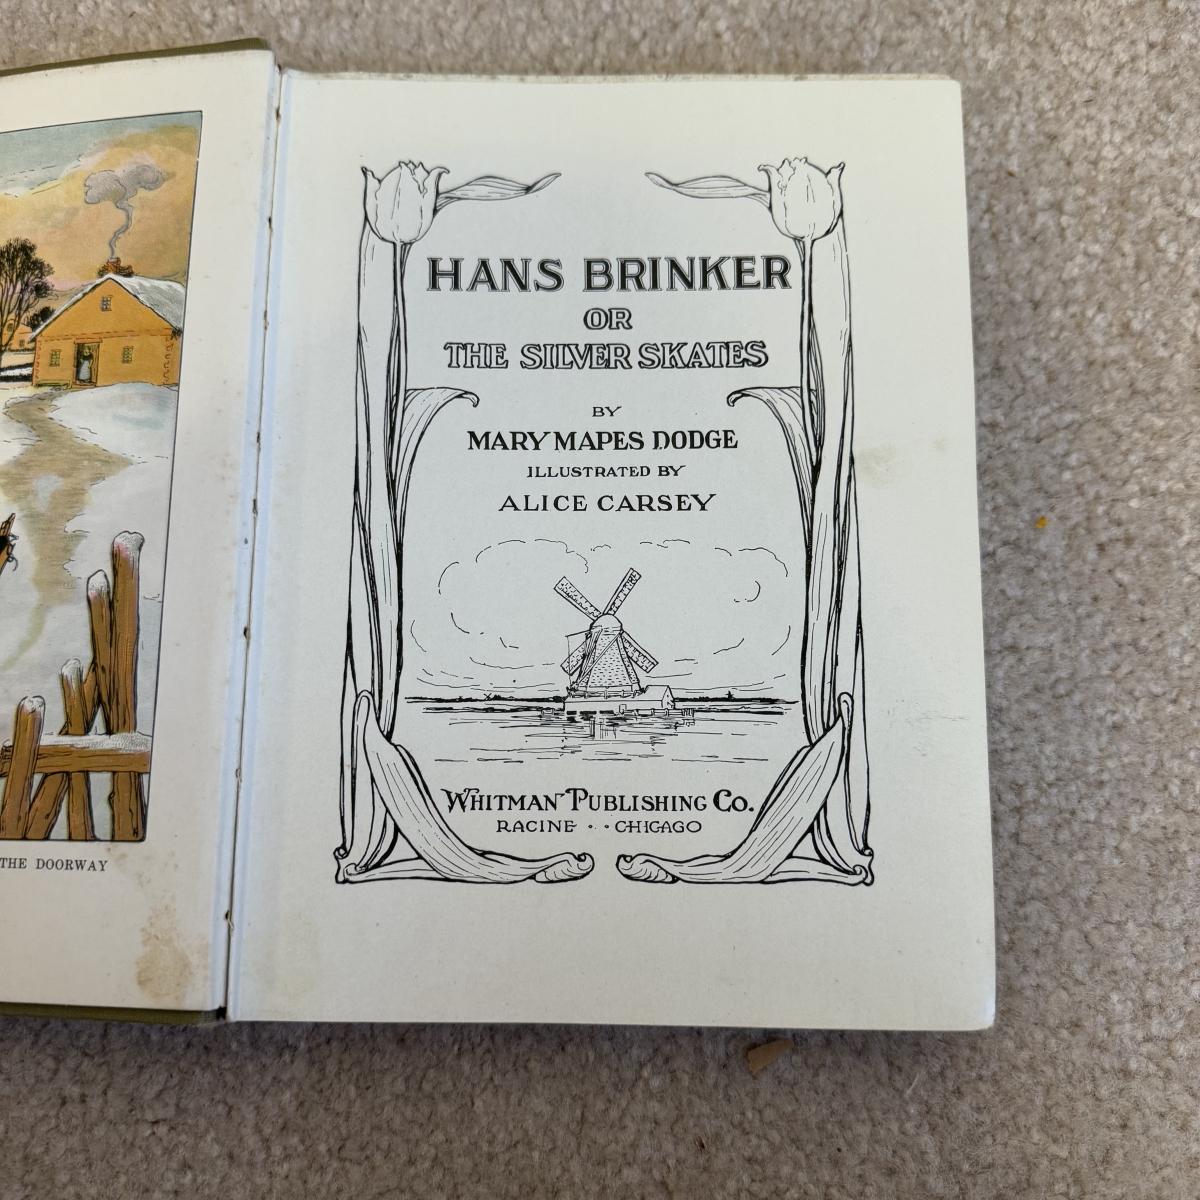 THE DOORWAY
HANS BRINKER
OR
THE SILVER SKATES
BY
MARY MAPES DODGE
ILLUSTRATED BY
ALICE CARSEY
WHITMAN PUBLISHING CO.
RACINE · · CHICAGO